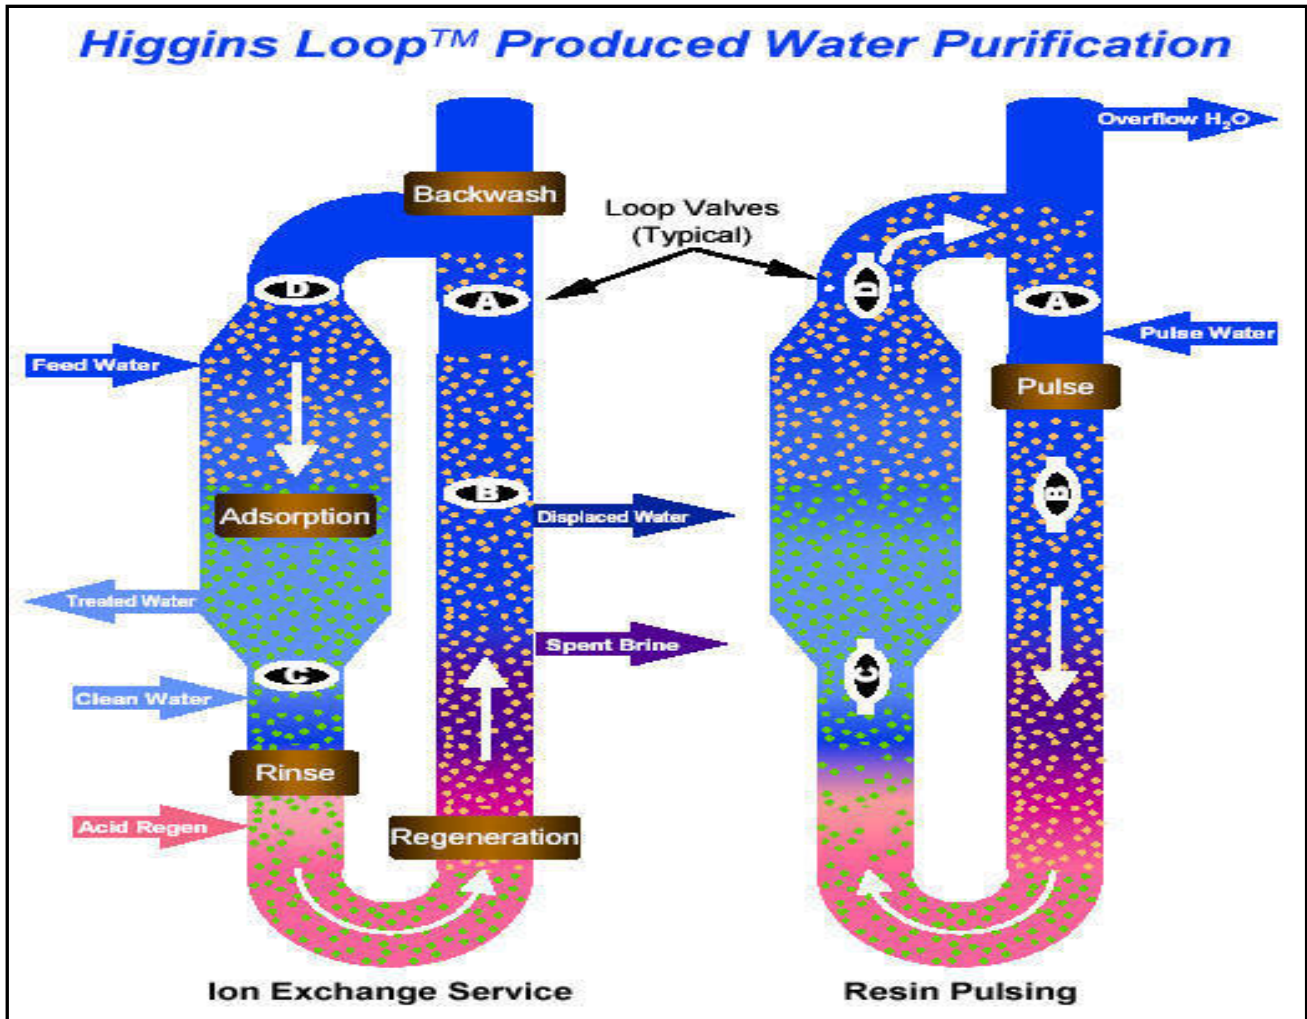 Higgins Loop™ Produced Water Purification
Overflow H₂O
Backwash
Loop Valves
(Typical)
D
A
D
A
Feed Water
Pulse Water
Pulse
Adsorption
B
B
Displaced Water
Treated Water
Spent Brine
C
C
Clean Water
Rinse
Acid Regen
Regeneration
Ion Exchange Service
Resin Pulsing